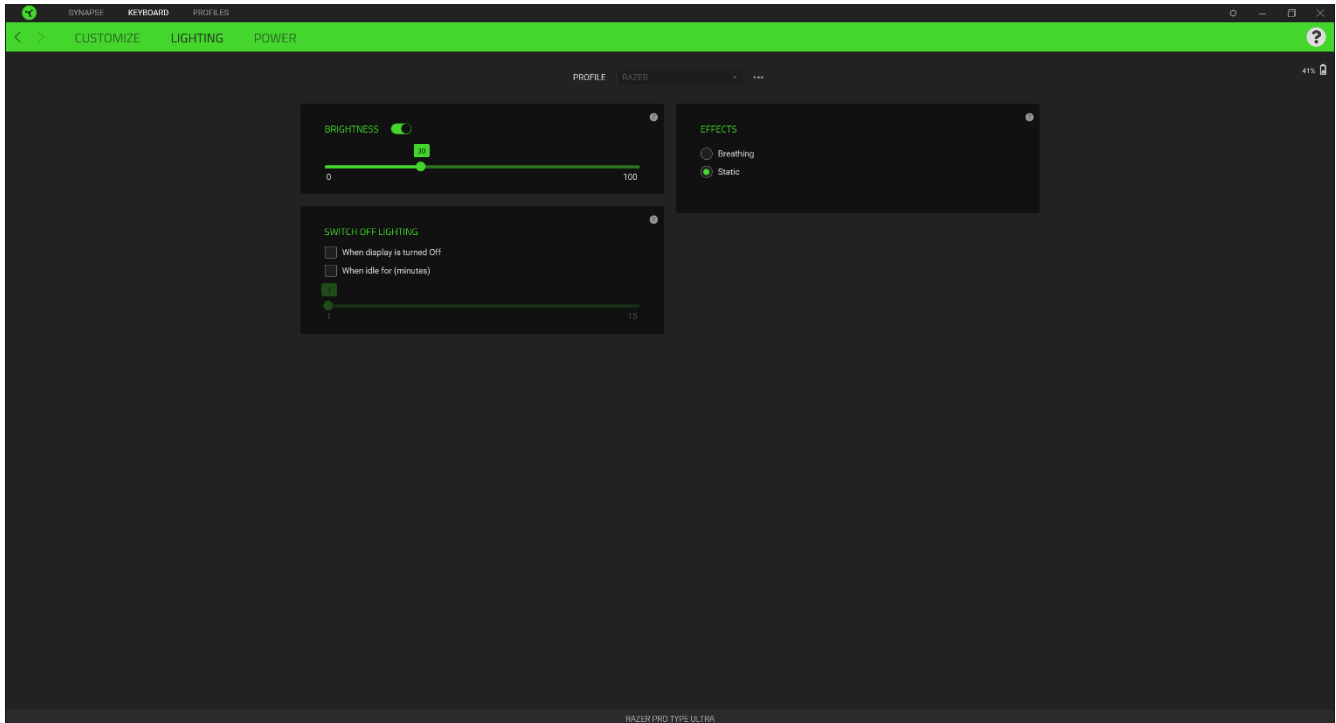 SYNAPSE KEYBOARD PROFILES
CUSTOMIZE LIGHTING POWER ?
PROFILE RAZER ...
41%
BRIGHTNESS
30
0 100
SWITCH OFF LIGHTING
When display is turned Off
When idle for (minutes)
1
1 15
EFFECTS
Breathing
Static
RAZER PRO TYPE ULTRA